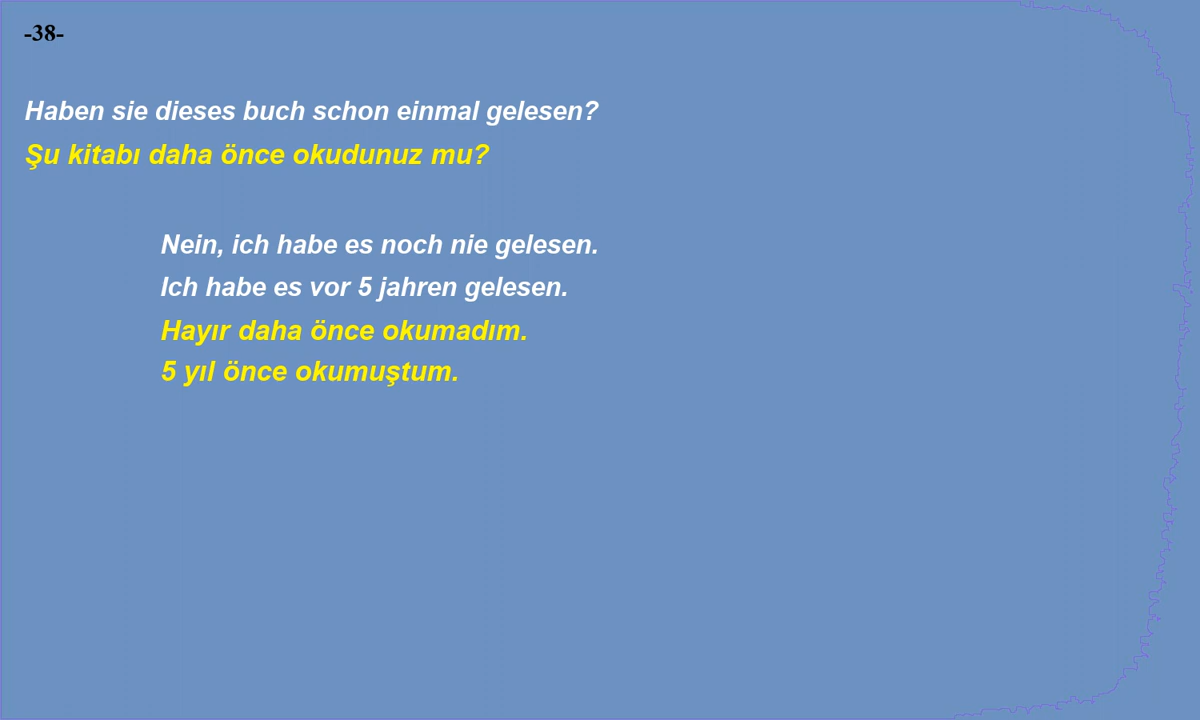 -38-
Haben sie dieses buch schon einmal gelesen?
Şu kitabı daha önce okudunuz mu?
Nein, ich habe es noch nie gelesen.
Ich habe es vor 5 jahren gelesen.
Hayır daha önce okumadım.
5 yıl önce okumuştum.